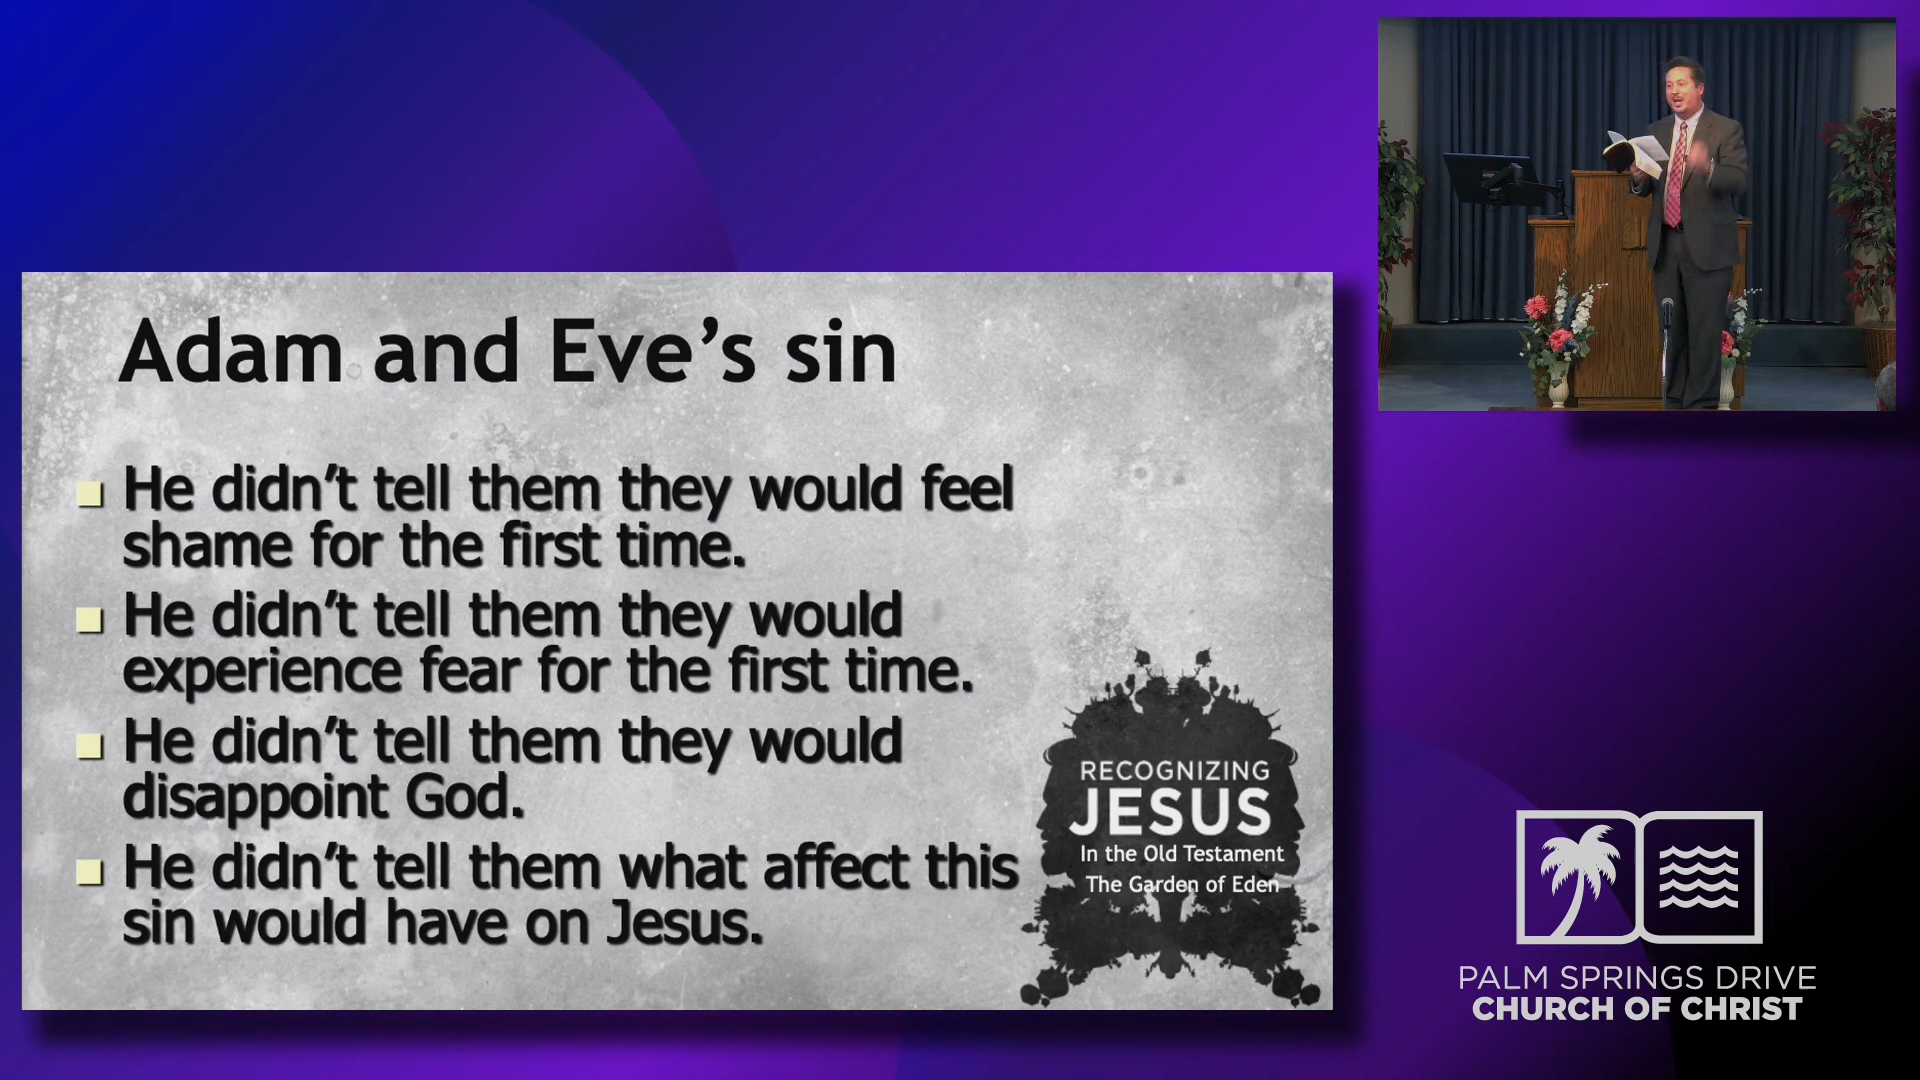 Adam and Eve’s sin
He didn’t tell them they would feel
shame for the first time.
He didn’t tell them they would
experience fear for the first time.
He didn’t tell them they would
disappoint God.
He didn’t tell them what affect this
sin would have on Jesus.
RECOGNIZING
JESUS
In the Old Testament
The Garden of Eden
PALM SPRINGS DRIVE
CHURCH OF CHRIST